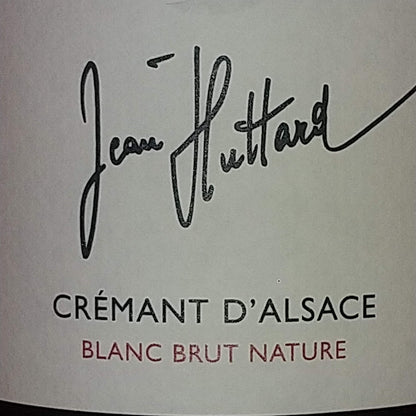 Jean Huttard
CRÉMANT D'ALSACE
BLANC BRUT NATURE